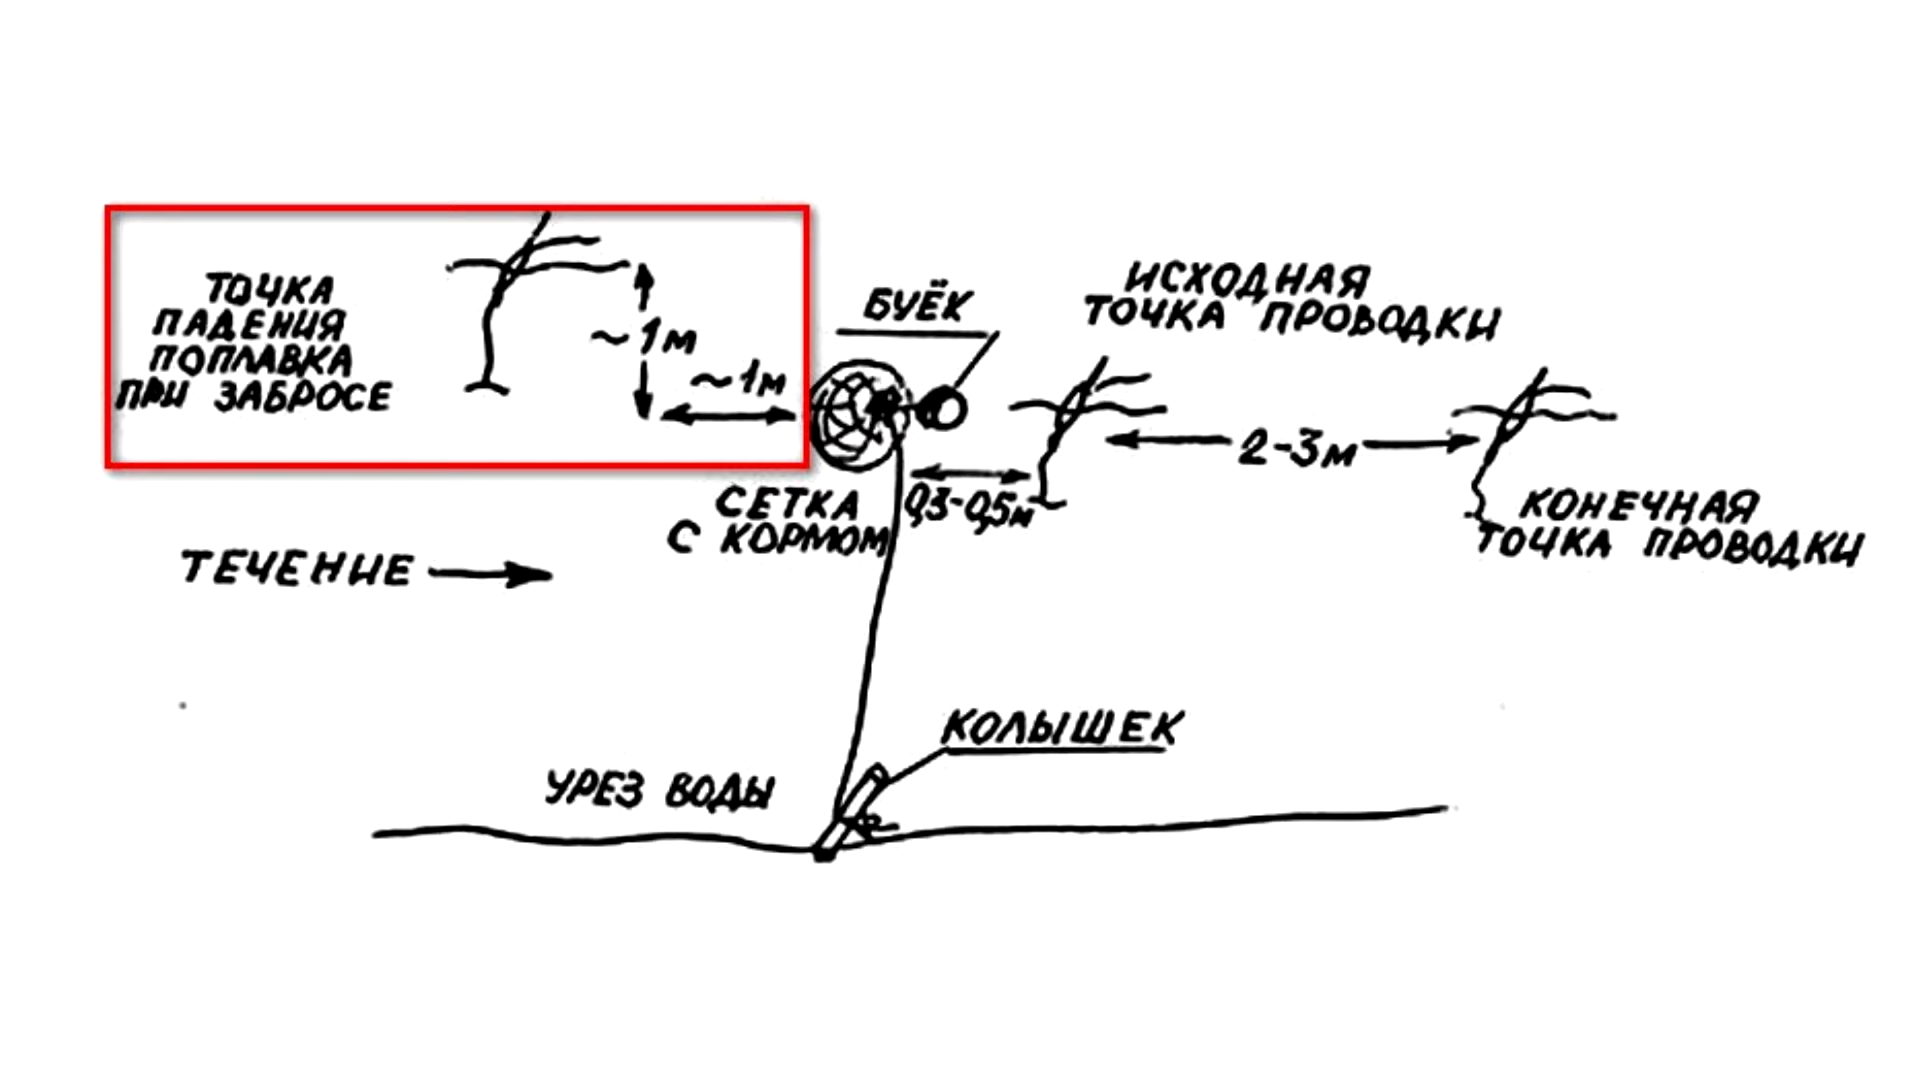 ТОЧКА
ПАДЕНИЯ
ПОПЛАВКА
ПРИ ЗАБРОСЕ
~1м
~1м
БУЁК
ИСХОДНАЯ
ТОЧКА ПРОВОДКИ
2-3м
0,3-0,5м
СЕТКА
С КОРМОМ
КОНЕЧНАЯ
ТОЧКА ПРОВОДКИ
ТЕЧЕНИЕ
КОЛЫШЕК
УРЕЗ ВОДЫ